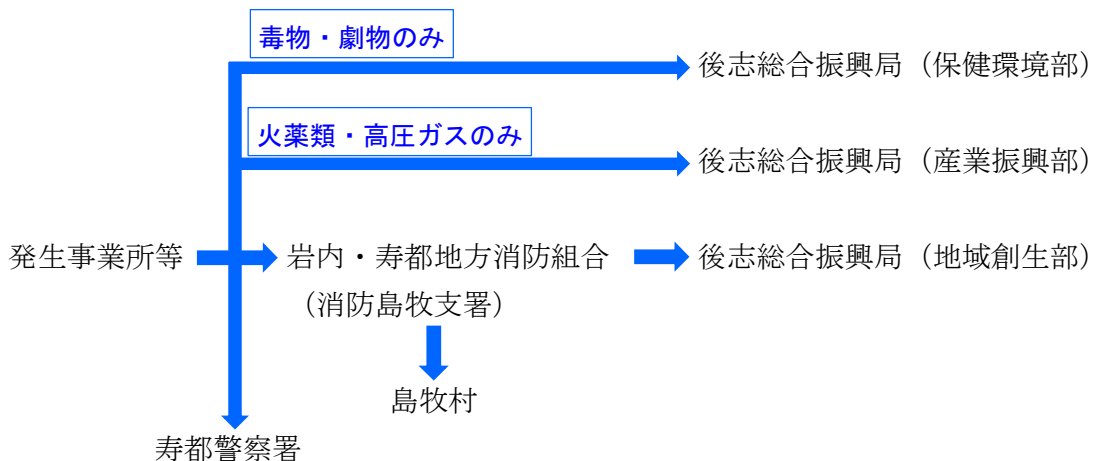 毒物・劇物のみ
後志総合振興局（保健環境部）
火薬類・高圧ガスのみ
後志総合振興局（産業振興部）
発生事業所等
岩内・寿都地方消防組合
（消防島牧支署）
後志総合振興局（地域創生部）
島牧村
寿都警察署